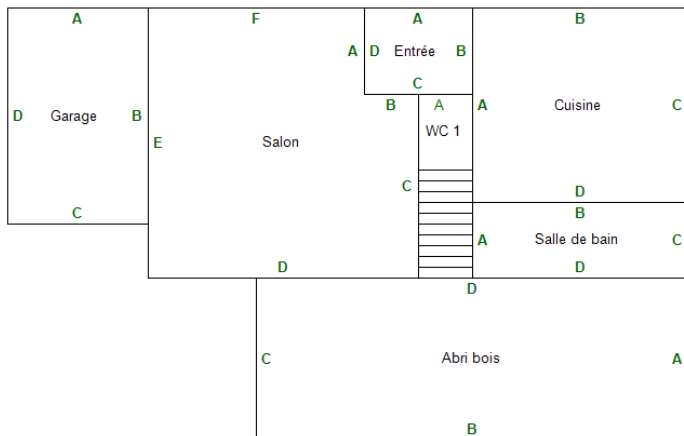 A F A B
A D Entrée B
C
D Garage B
B A A Cuisine C
WC 1
E Salon
C
D
C B
A Salle de bain C
D D
D
C Abri bois A
B